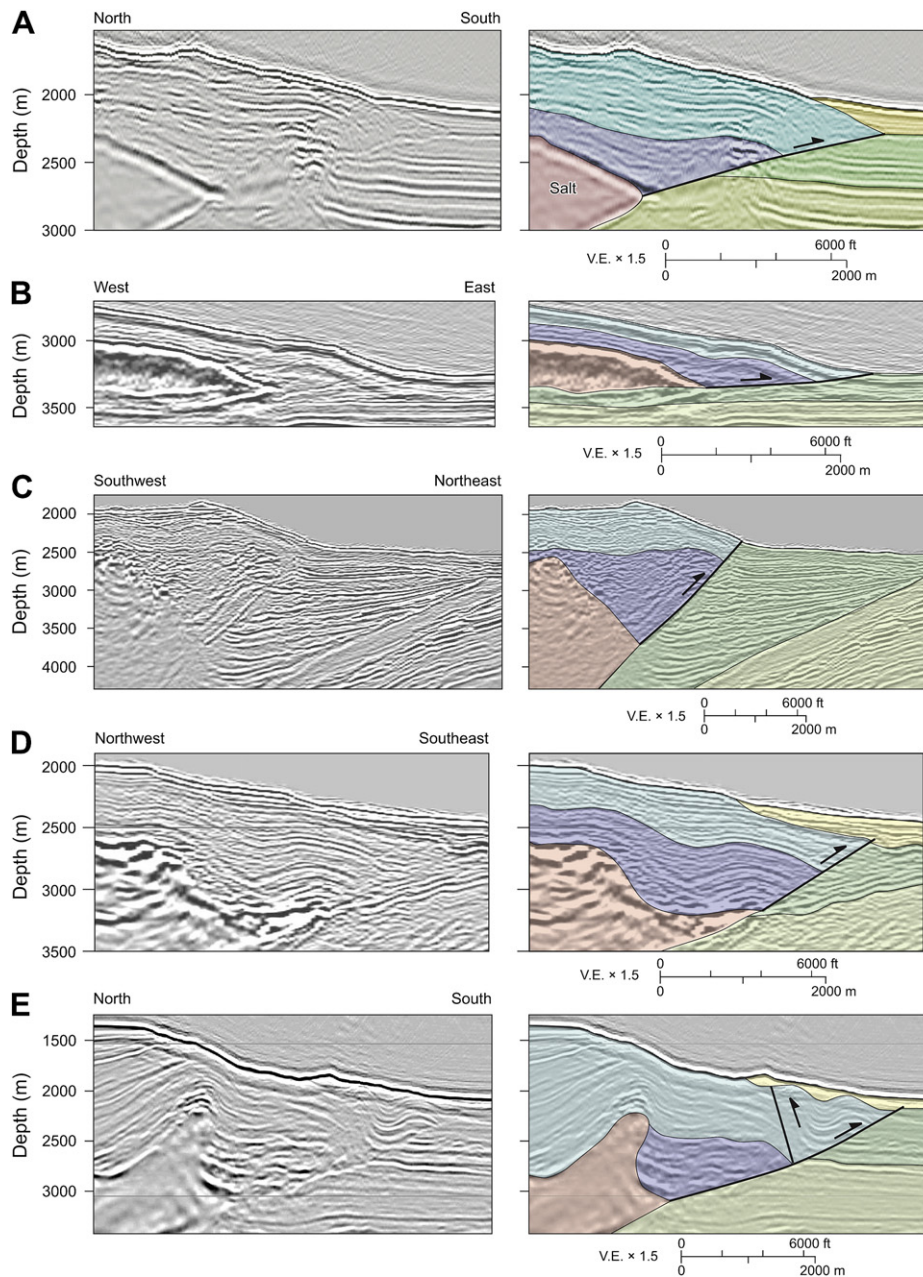 A
North South
Depth (m)
2000
2500
3000
Salt
0 6000 ft
V.E. × 1.5
0 2000 m
B
West East
Depth (m)
3000
3500
0 6000 ft
V.E. × 1.5
0 2000 m
C
Southwest Northeast
Depth (m)
2000
2500
3000
3500
4000
0 6000 ft
V.E. × 1.5
0 2000 m
D
Northwest Southeast
Depth (m)
2000
2500
3000
3500
0 6000 ft
V.E. × 1.5
0 2000 m
E
North South
Depth (m)
1500
2000
2500
3000
0 6000 ft
V.E. × 1.5
0 2000 m